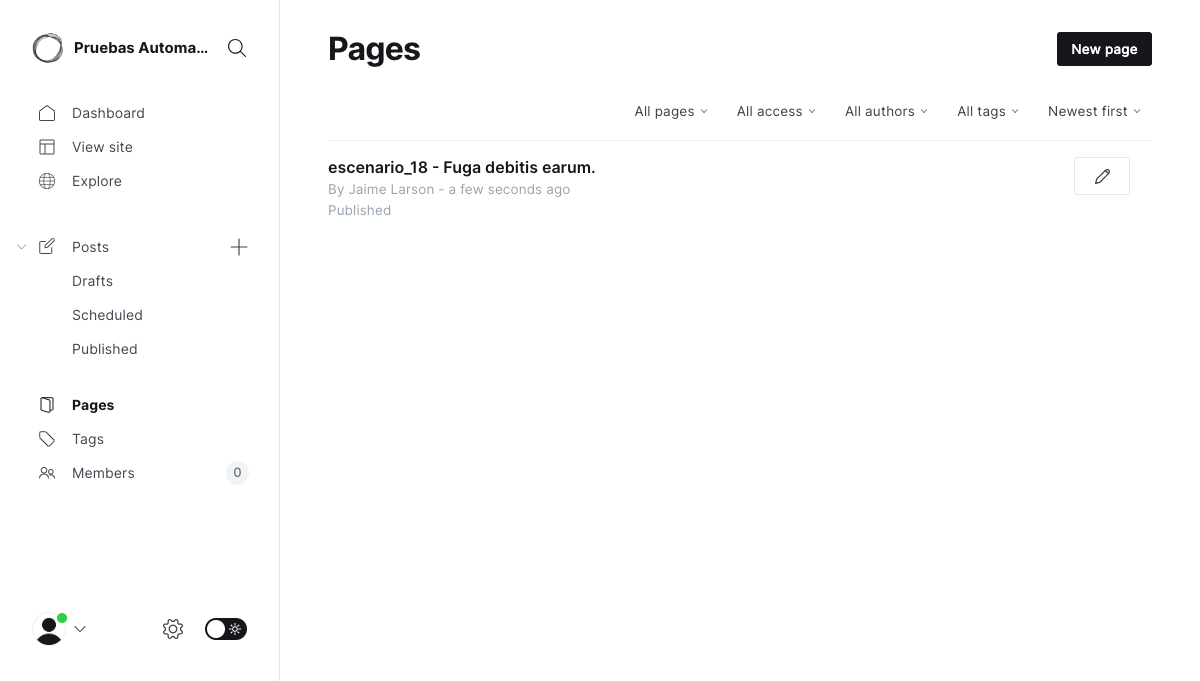 Pruebas Automa...
Dashboard
View site
Explore
Posts
Drafts
Scheduled
Published
Pages
Tags
Members
0
Pages
New page
All pages
All access
All authors
All tags
Newest first
escenario_18 - Fuga debitis earum.
By Jaime Larson - a few seconds ago
Published